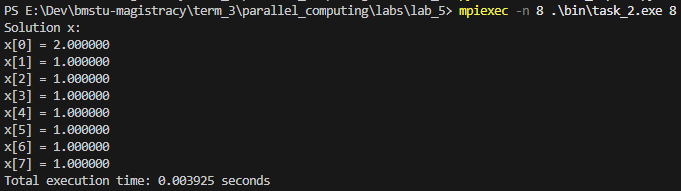 PS E:\Dev\bmstu-magistracy\term_3\parallel_computing\labs\lab_5> mpiexec -n 8 .\bin\task_2.exe 8
Solution x:
x[0] = 2.000000
x[1] = 1.000000
x[2] = 1.000000
x[3] = 1.000000
x[4] = 1.000000
x[5] = 1.000000
x[6] = 1.000000
x[7] = 1.000000
Total execution time: 0.003925 seconds